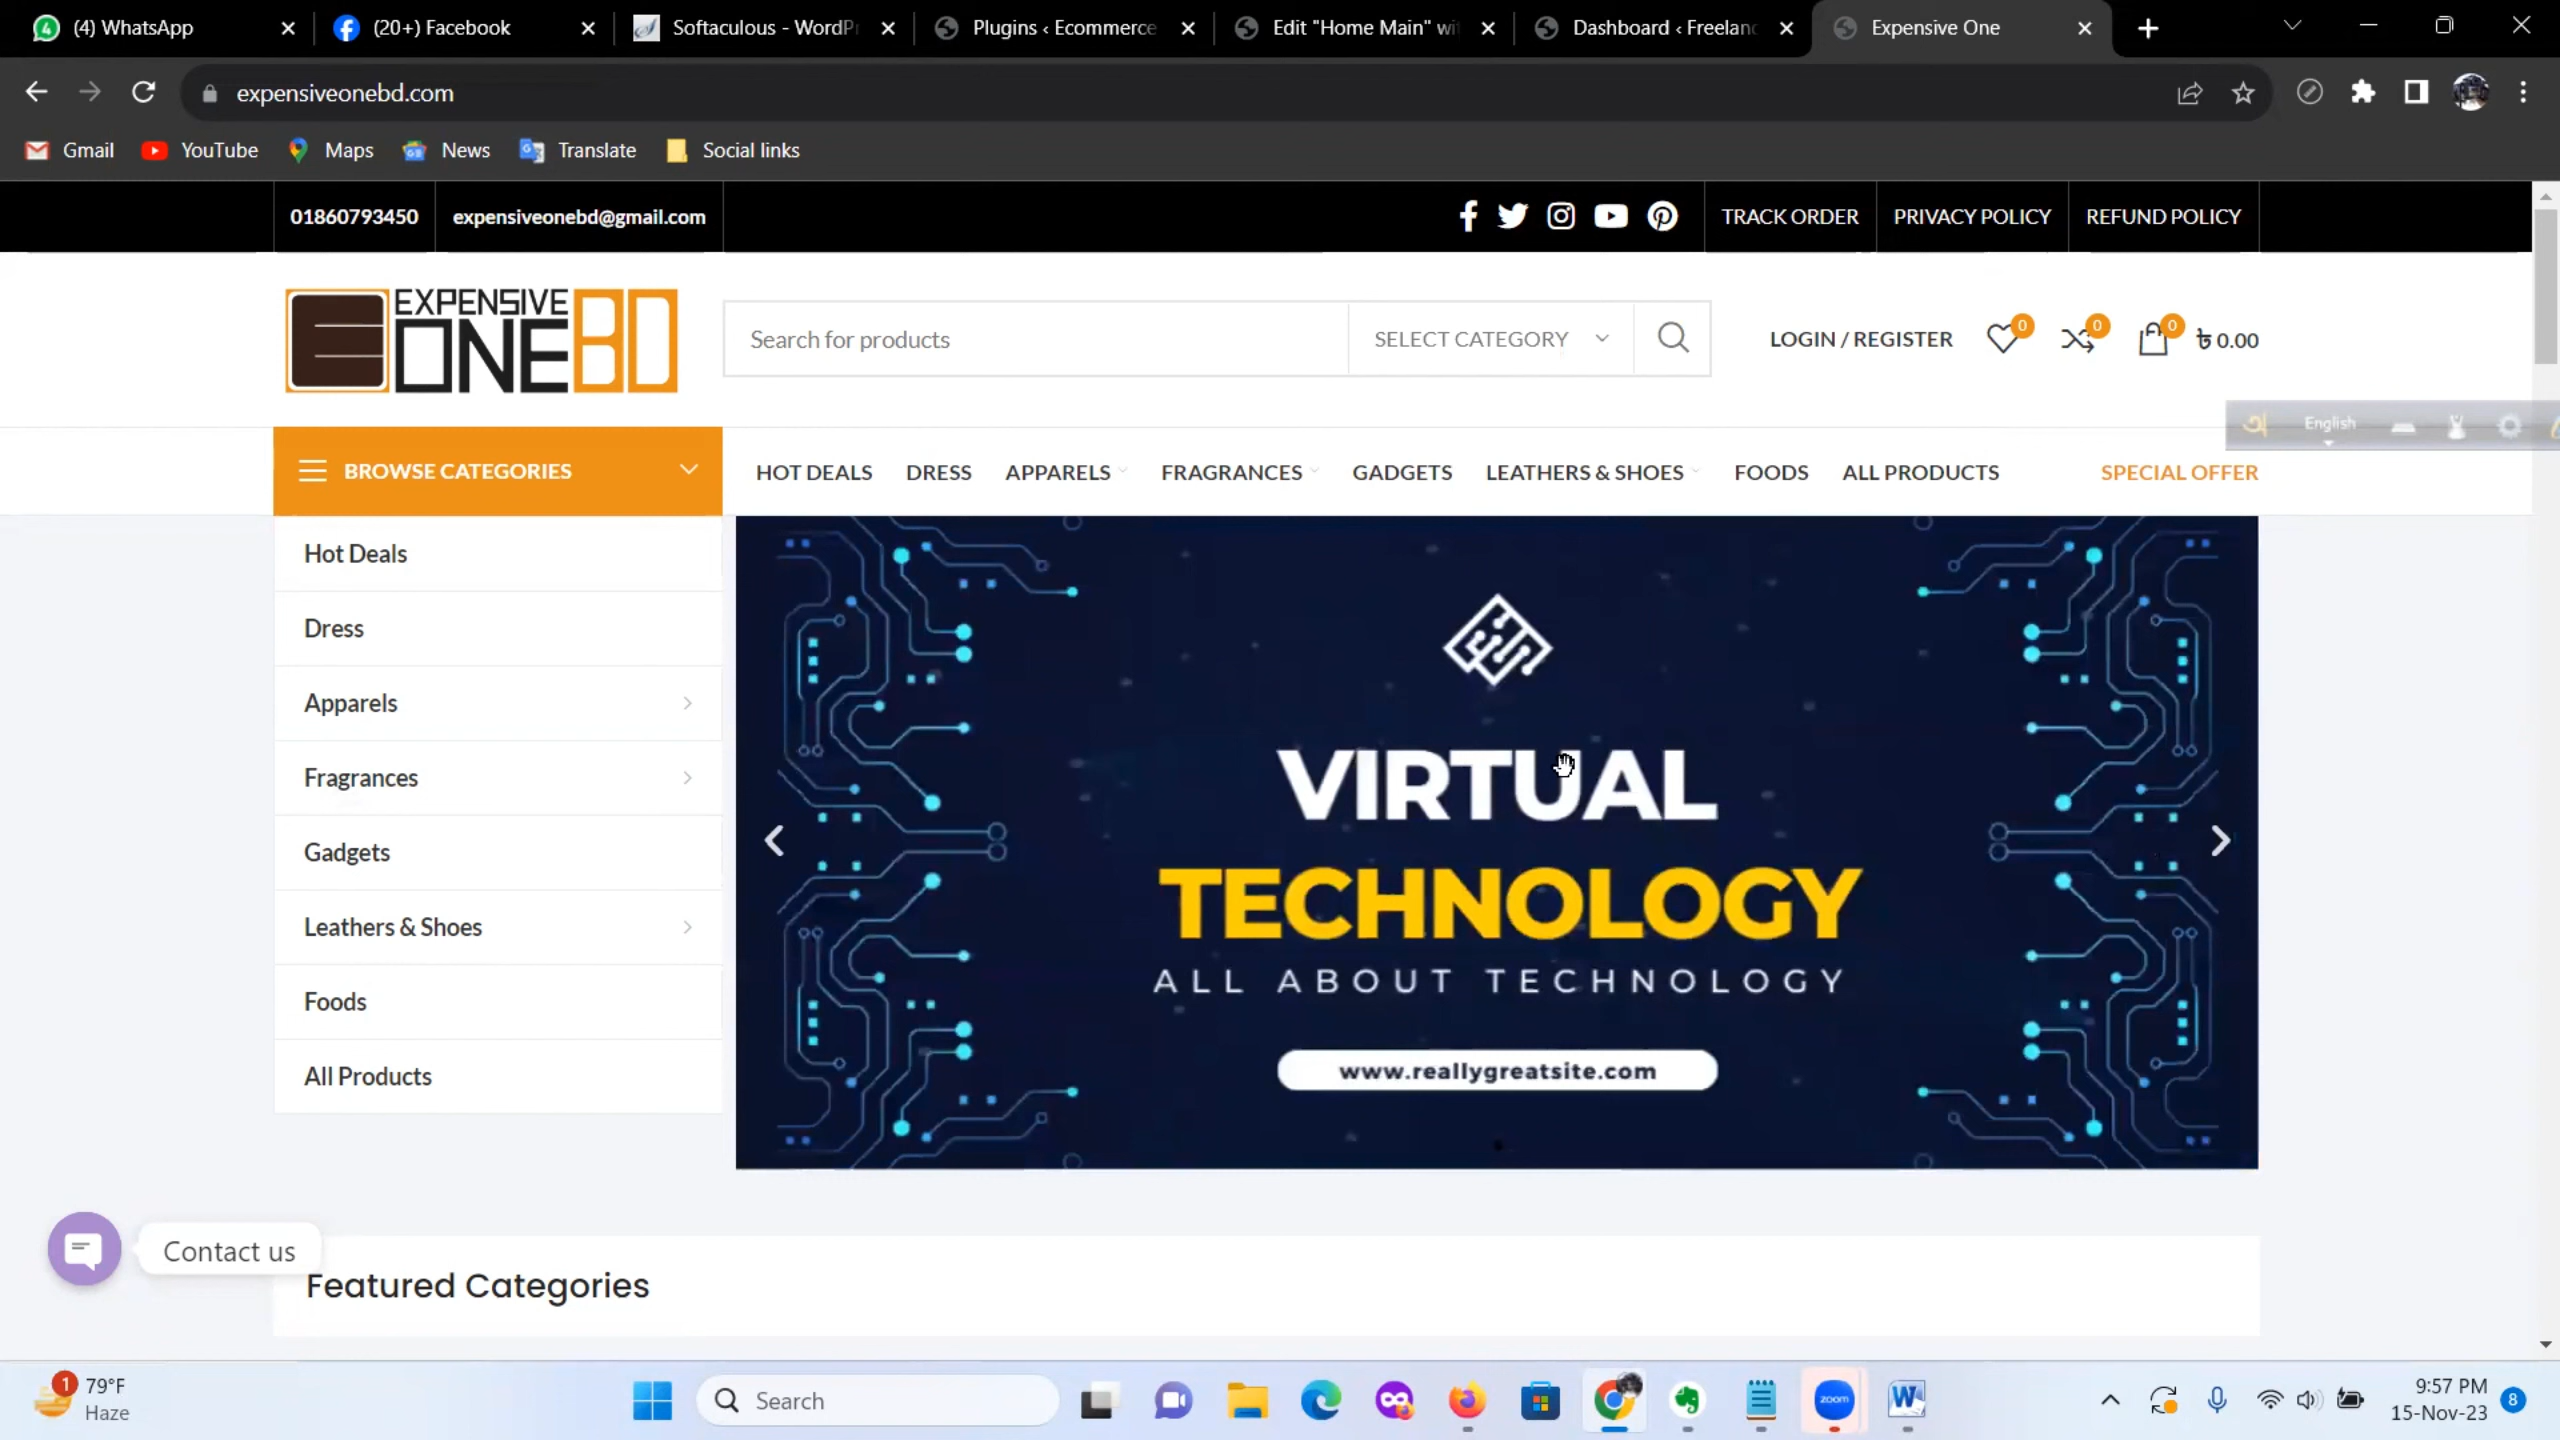 (4) WhatsApp
(20+) Facebook
Softaculous - WordPr
Plugins ‹ Ecommerce
Edit "Home Main" wi
Dashboard ‹ Freelanc
Expensive One
expensiveonebd.com
Gmail
YouTube
Maps
News
Translate
Social links
01860793450
expensiveonebd@gmail.com
TRACK ORDER
PRIVACY POLICY
REFUND POLICY
EXPENSIVE
ONE BD
Search for products
SELECT CATEGORY
LOGIN / REGISTER
0
0
0
৳ 0.00
অ English
BROWSE CATEGORIES
HOT DEALS
DRESS
APPARELS
FRAGRANCES
GADGETS
LEATHERS & SHOES
FOODS
ALL PRODUCTS
SPECIAL OFFER
Hot Deals
Dress
Apparels
Fragrances
Gadgets
Leathers & Shoes
Foods
All Products
VIRTUAL
TECHNOLOGY
ALL ABOUT TECHNOLOGY
www.reallygreatsite.com
Contact us
Featured Categories
1
79°F
Haze
Search
zoom
W
9:57 PM
15-Nov-23
8